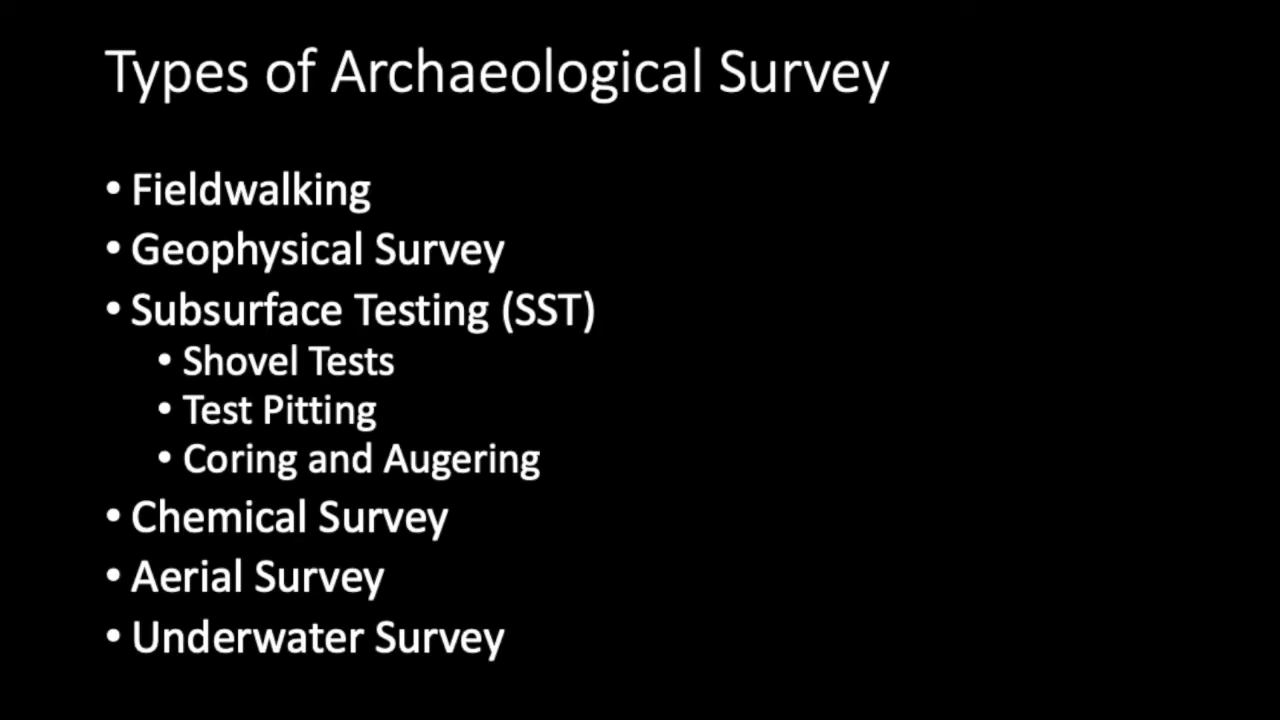 Types of Archaeological Survey
• Fieldwalking
• Geophysical Survey
• Subsurface Testing (SST)
• Shovel Tests
• Test Pitting
• Coring and Augering
• Chemical Survey
• Aerial Survey
• Underwater Survey